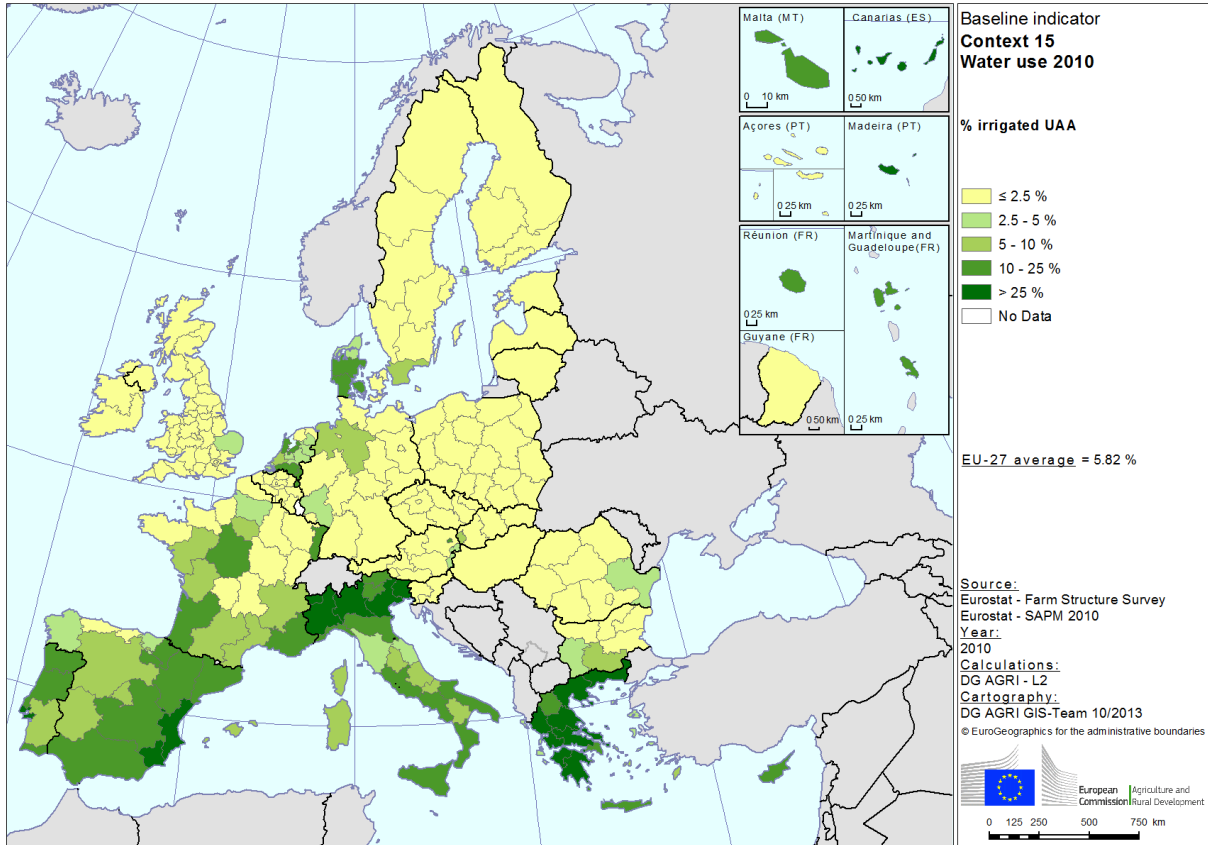 Malta (MT)
0 10 km
Canarias (ES)
0 50 km
Açores (PT)
0 25 km
Madeira (PT)
0 25 km
Réunion (FR)
0 25 km
Martinique and
Guadeloupe(FR)
0 25 km
Guyane (FR)
0 50 km
Baseline indicator
Context 15
Water use 2010
% irrigated UAA
≤ 2.5 %
2.5 - 5 %
5 - 10 %
10 - 25 %
> 25 %
No Data
EU-27 average = 5.82 %
Source:
Eurostat - Farm Structure Survey
Eurostat - SAPM 2010
Year:
2010
Calculations:
DG AGRI - L2
Cartography:
DG AGRI GIS-Team 10/2013
© EuroGeographics for the administrative boundaries
European
Commission
Agriculture and
Rural Development
0 125 250 500 750 km